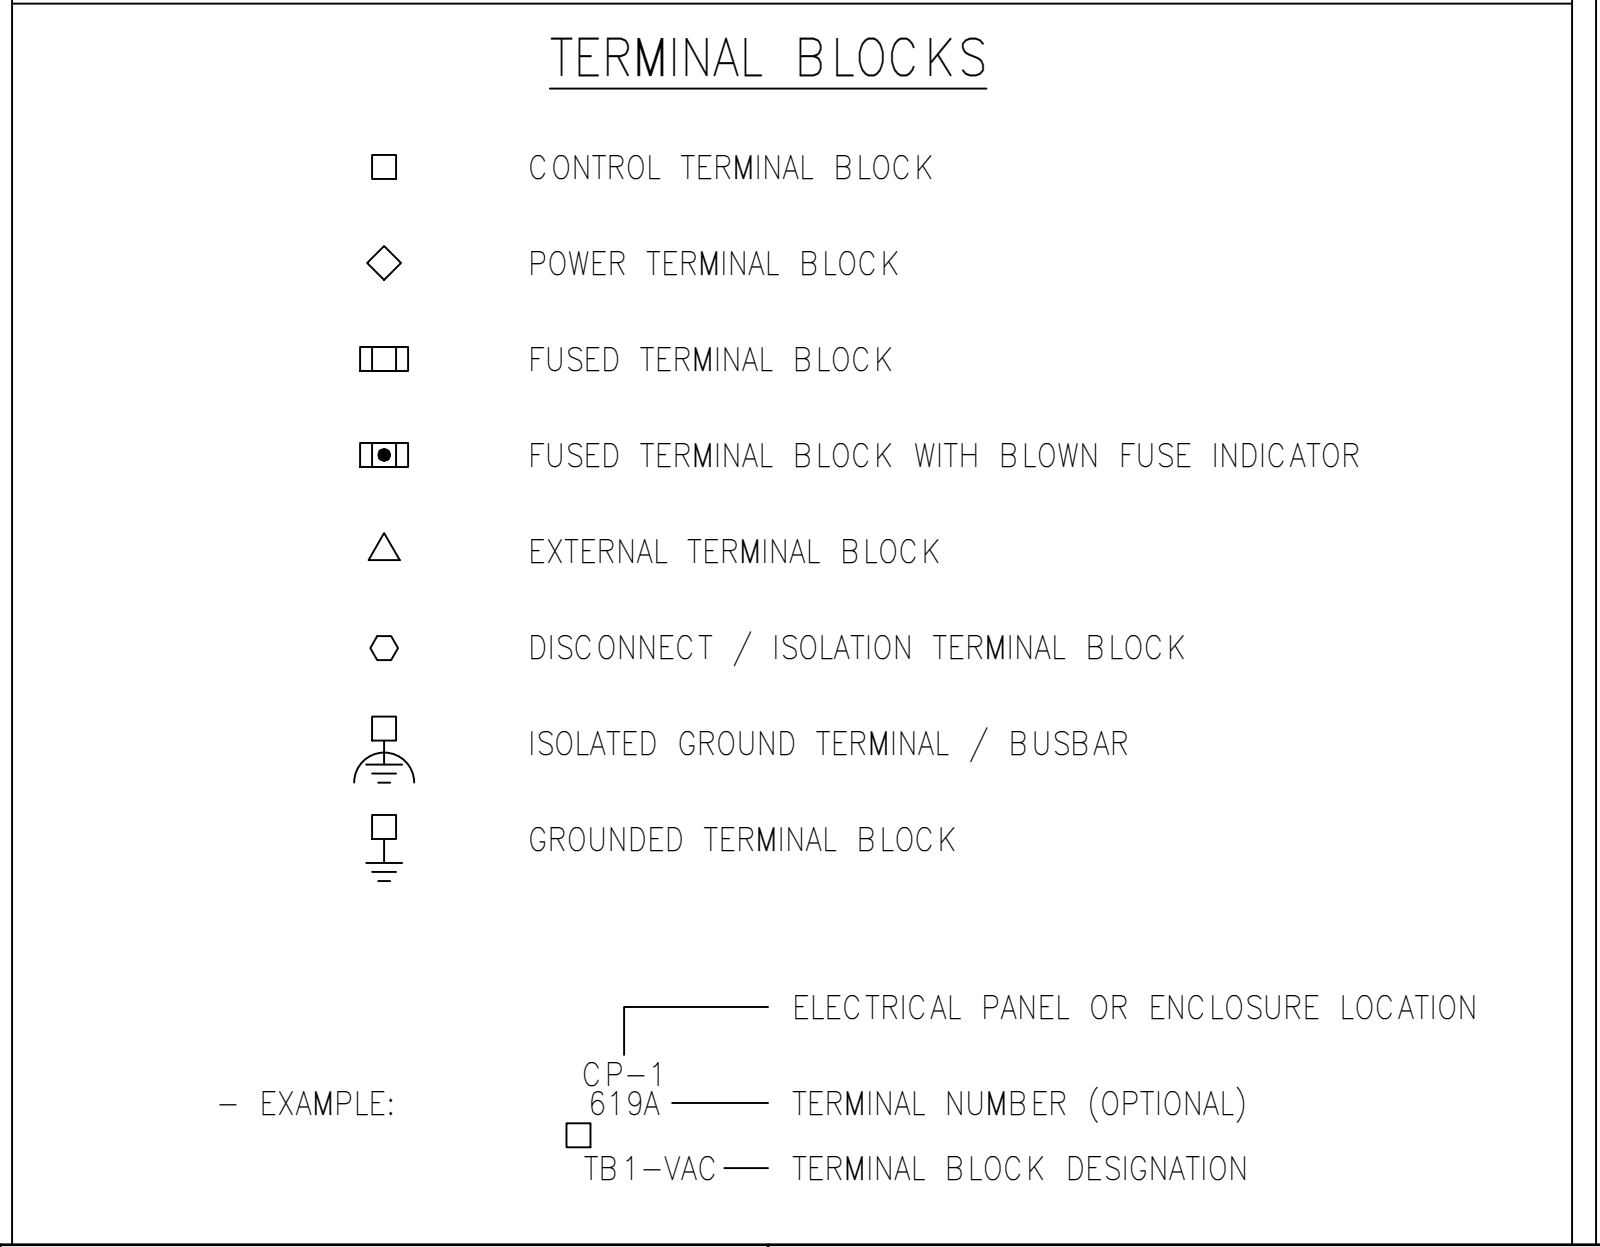 TERMINAL BLOCKS
CONTROL TERMINAL BLOCK
POWER TERMINAL BLOCK
FUSED TERMINAL BLOCK
FUSED TERMINAL BLOCK WITH BLOWN FUSE INDICATOR
EXTERNAL TERMINAL BLOCK
DISCONNECT / ISOLATION TERMINAL BLOCK
ISOLATED GROUND TERMINAL / BUSBAR
GROUNDED TERMINAL BLOCK
ELECTRICAL PANEL OR ENCLOSURE LOCATION
CP-1
- EXAMPLE: 619A TERMINAL NUMBER (OPTIONAL)
TB1-VAC TERMINAL BLOCK DESIGNATION